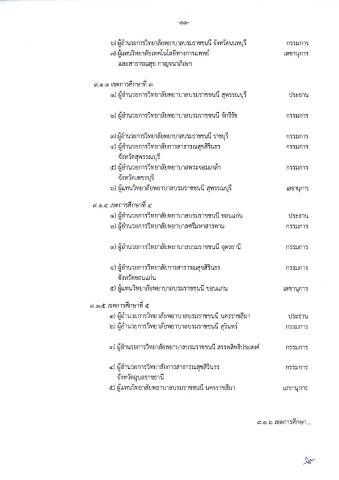 -๑๑-
๖) ผู้อำนวยการวิทยาลัยพยาบาลบรมราชชนนี จังหวัดนนทบุรี กรรมการ
๗) ผู้แทนวิทยาลัยเทคโนโลยีทางการแพทย์ เลขานุการ
และสาธารณสุข กาญจนาภิเษก
๙.๑.๓ เขตการศึกษาที่ ๓
๑) ผู้อำนวยการวิทยาลัยพยาบาลบรมราชชนนี สุพรรณบุรี ประธาน
๒) ผู้อำนวยการวิทยาลัยพยาบาลบรมราชชนนี จักรีรัช กรรมการ
๓) ผู้อำนวยการวิทยาลัยพยาบาลบรมราชชนนี ราชบุรี กรรมการ
๔) ผู้อำนวยการวิทยาลัยการสาธารณสุขสิรินธร กรรมการ
จังหวัดสุพรรณบุรี
๕) ผู้อำนวยการวิทยาลัยพยาบาลพระจอมเกล้า กรรมการ
จังหวัดเพชรบุรี
๖) ผู้แทนวิทยาลัยพยาบาลบรมราชชนนี สุพรรณบุรี เลขานุการ
๙.๑.๔ เขตการศึกษาที่ ๔
๑) ผู้อำนวยการวิทยาลัยพยาบาลบรมราชชนนี ขอนแก่น ประธาน
๒) ผู้อำนวยการวิทยาลัยพยาบาลศรีมหาสารคาม กรรมการ
๓) ผู้อำนวยการวิทยาลัยพยาบาลบรมราชชนนี อุดรธานี กรรมการ
๔) ผู้อำนวยการวิทยาลัยการสาธารณสุขสิรินธร กรรมการ
จังหวัดขอนแก่น
๕) ผู้แทนวิทยาลัยพยาบาลบรมราชชนนี ขอนแก่น เลขานุการ
๙.๑.๕ เขตการศึกษาที่ ๕
๑) ผู้อำนวยการวิทยาลัยพยาบาลบรมราชชนนี นครราชสีมา ประธาน
๒) ผู้อำนวยการวิทยาลัยพยาบาลบรมราชชนนี สุรินทร์ กรรมการ
๓) ผู้อำนวยการวิทยาลัยพยาบาลบรมราชชนนี สรรพสิทธิประสงค์ กรรมการ
๔) ผู้อำนวยการวิทยาลัยการสาธารณสุขสิรินธร กรรมการ
จังหวัดอุบลราชธานี
๕) ผู้แทนวิทยาลัยพยาบาลบรมราชชนนี นครราชสีมา เลขานุการ
๙.๑.๖ เขตการศึกษา...